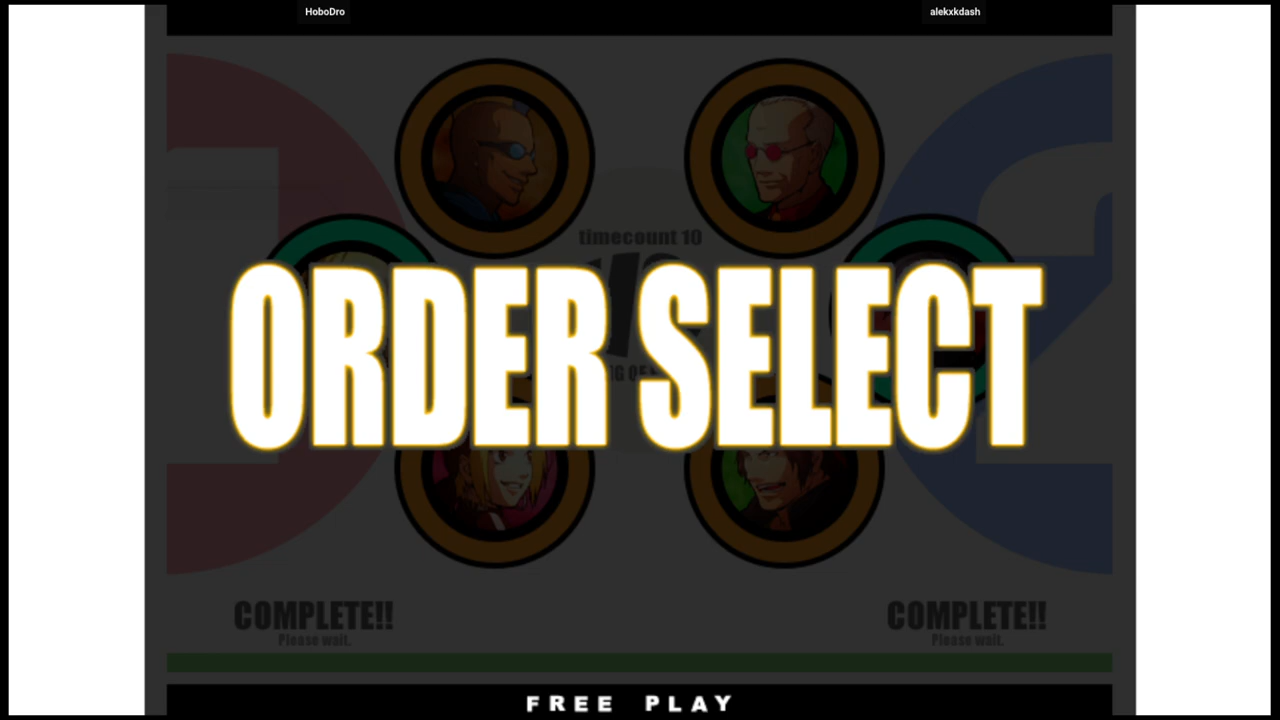 HoboDro
alekxkdash
timecount 10
ORDER SELECT
COMPLETE!!
Please wait.
COMPLETE!!
Please wait.
FREE PLAY